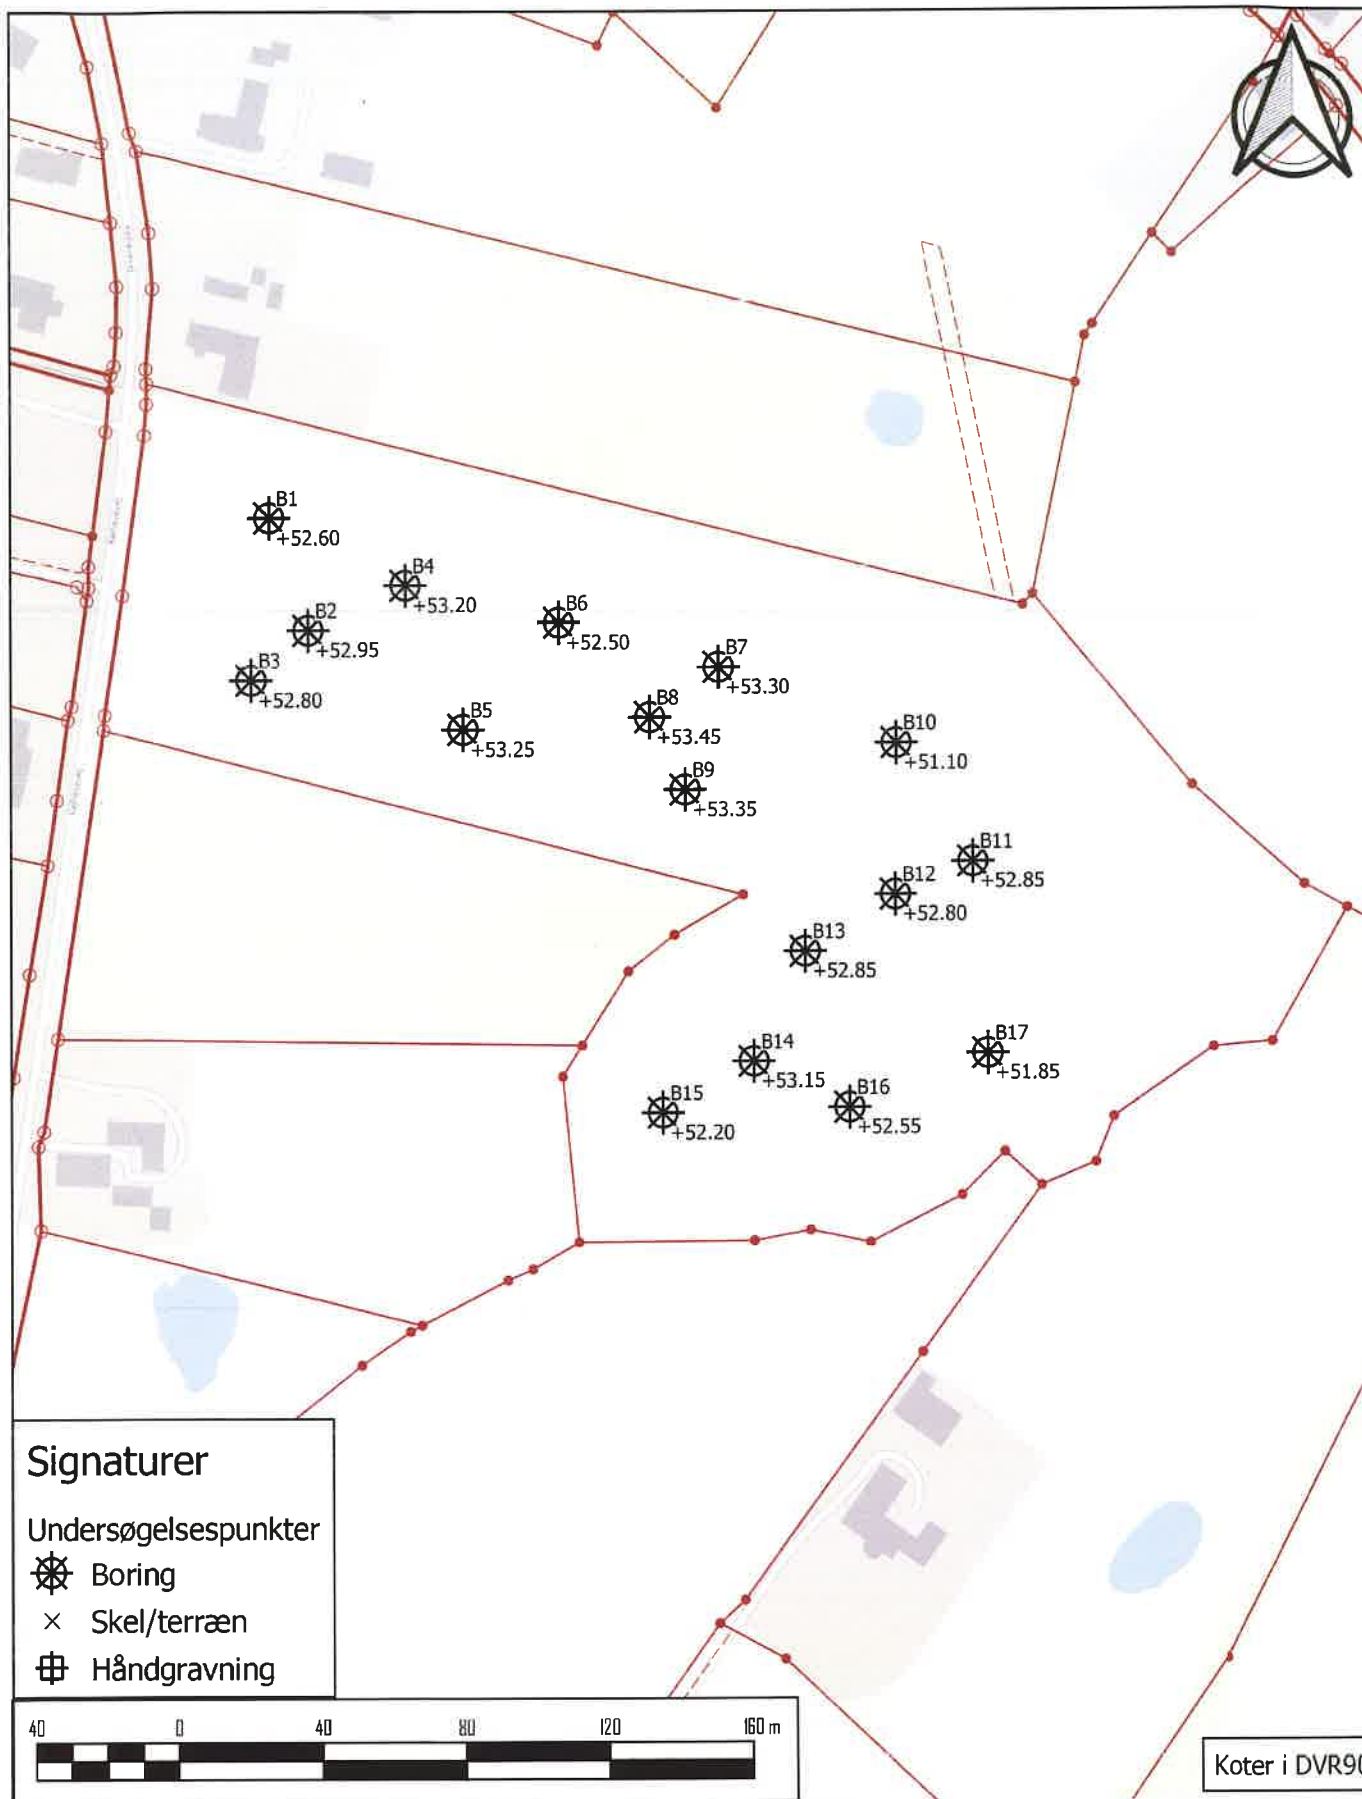 B1
+52.60
B4
+53.20
B2
+52.95
B6
+52.50
B3
+52.80
B7
+53.30
B5
+53.25
B8
+53.45
B10
+51.10
B9
+53.35
B11
+52.85
B12
+52.80
B13
+52.85
B17
+51.85
B14
+53.15
B16
+52.55
B15
+52.20
Signaturer
Undersøgelsespunkter
Boring
Skel/terræn
Håndgravning
40 0 40 80 120 160 m
Koter i DVR90